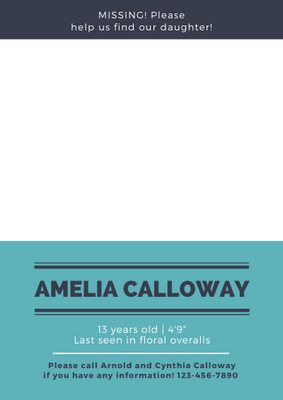 MISSING! Please
help us find our daughter!
AMELIA CALLOWAY
13 years old | 4'9"
Last seen in floral overalls
Please call Arnold and Cynthia Calloway
if you have any information! 123-456-7890